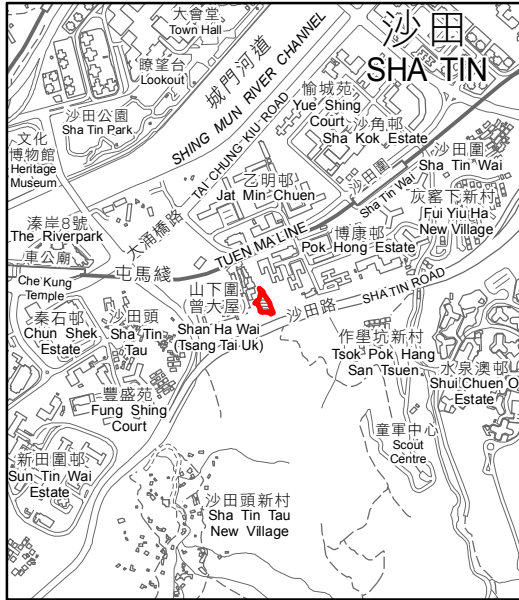 沙田
SHA TIN
大會堂
Town Hall
瞭望台
Lookout
城門河道
SHING MUN RIVER CHANNEL
沙田公園
Sha Tin Park
愉城苑
Yue Shing
Court
沙角邨
Sha Kok Estate
TAI CHUNG KIU ROAD
大涌橋路
文化
博物館
Heritage
Museum
沙田圍
Sha Tin Wai
沙田圍
Sha Tin Wai
乙明邨
Jat Min Chuen
灰窰下新村
Fui Yiu Ha
New Village
溱岸8號
The Riverpark
博康邨
Pok Hong Estate
車公廟
Che Kung
Temple
屯馬綫
TUEN MA LINE
山下圍
(曾大屋)
Shan Ha Wai
(Tsang Tai Uk)
沙田路
SHA TIN ROAD
秦石邨
Chun Shek
Estate
沙田頭
Sha Tin
Tau
作壆坑新村
Tsok Pok Hang
San Tsuen
水泉澳邨
Shui Chuen O
Estate
豐盛苑
Fung Shing
Court
童軍中心
Scout
Centre
新田圍邨
Sun Tin Wai
Estate
沙田頭新村
Sha Tin Tau
New Village